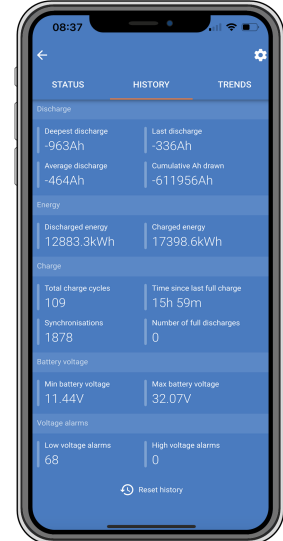 08:37
STATUS HISTORY TRENDS
Discharge
Deepest discharge Last discharge
-963Ah -336Ah
Average discharge Cumulative Ah drawn
-464Ah -611956Ah
Energy
Discharged energy Charged energy
12883.3kWh 17398.6kWh
Charge
Total charge cycles Time since last full charge
109 15h 59m
Synchronisations Number of full discharges
1878 0
Battery voltage
Min battery voltage Max battery voltage
11.44V 32.07V
Voltage alarms
Low voltage alarms High voltage alarms
68 0
Reset history